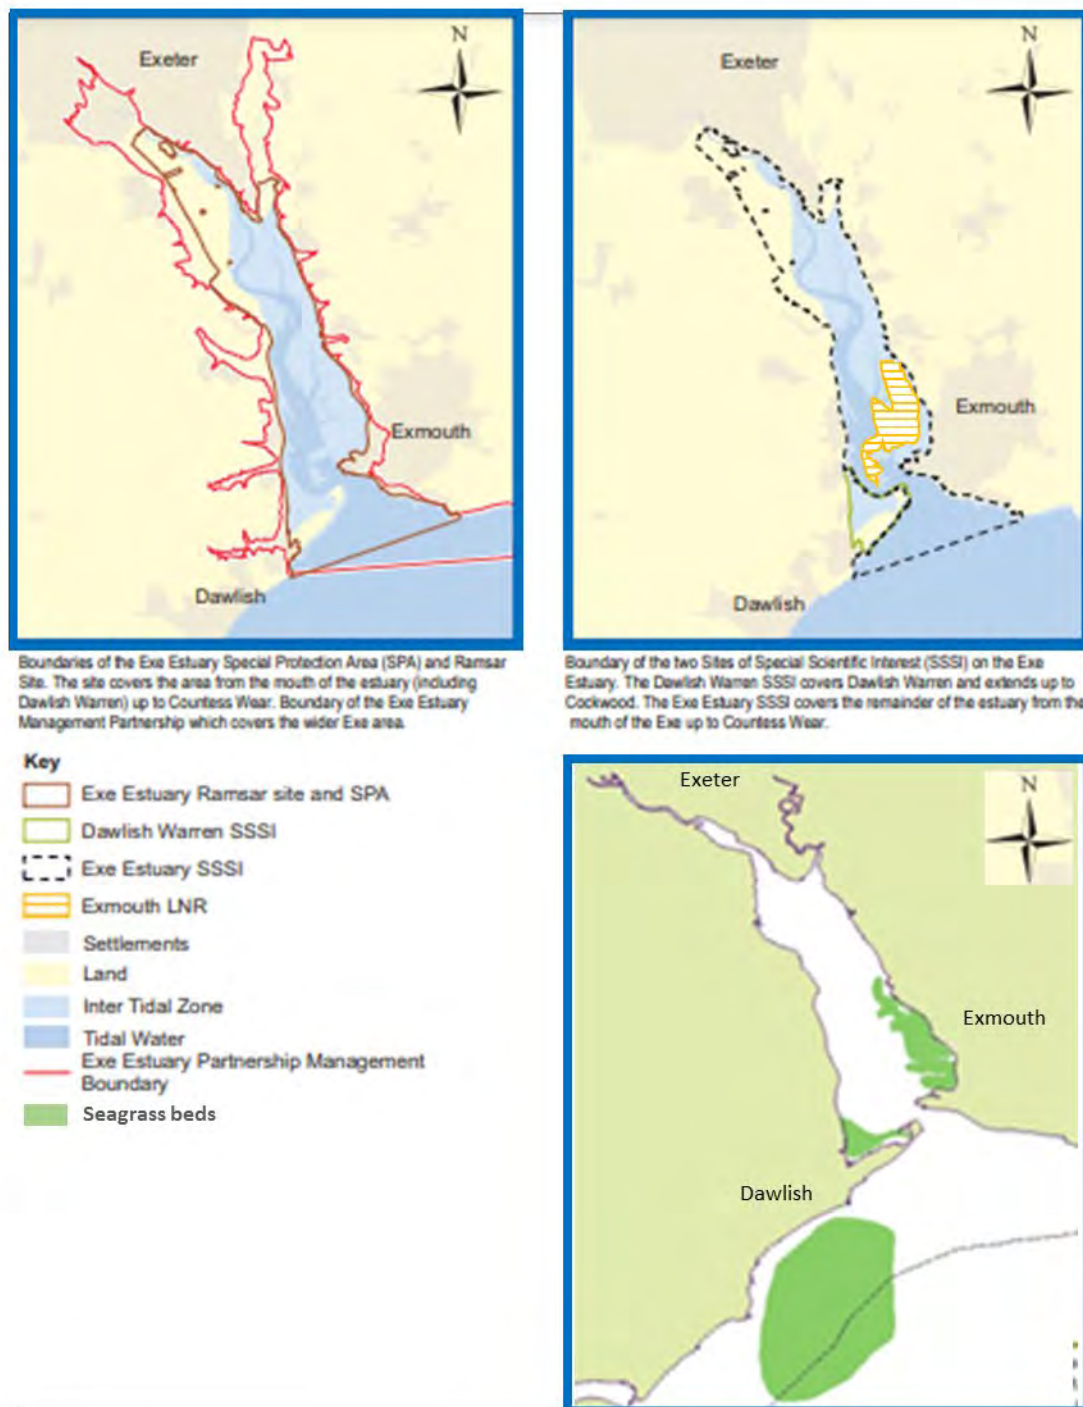 N
Exeter
Exmouth
Dawlish
N
Exeter
Exmouth
Dawlish
Boundaries of the Exe Estuary Special Protection Area (SPA) and Ramsar
Site. The site covers the area from the mouth of the estuary (including
Dawlish Warren) up to Countess Wear. Boundary of the Exe Estuary
Management Partnership which covers the wider Exe area.
Boundary of the two Sites of Special Scientific Interest (SSSI) on the Exe
Estuary. The Dawlish Warren SSSI covers Dawlish Warren and extends up to
Cockwood. The Exe Estuary SSSI covers the remainder of the estuary from the
mouth of the Exe up to Countess Wear.
Key
Exe Estuary Ramsar site and SPA
Dawlish Warren SSSI
Exe Estuary SSSI
Exmouth LNR
Settlements
Land
Inter Tidal Zone
Tidal Water
Exe Estuary Partnership Management
Boundary
Seagrass beds
Exeter
N
Exmouth
Dawlish